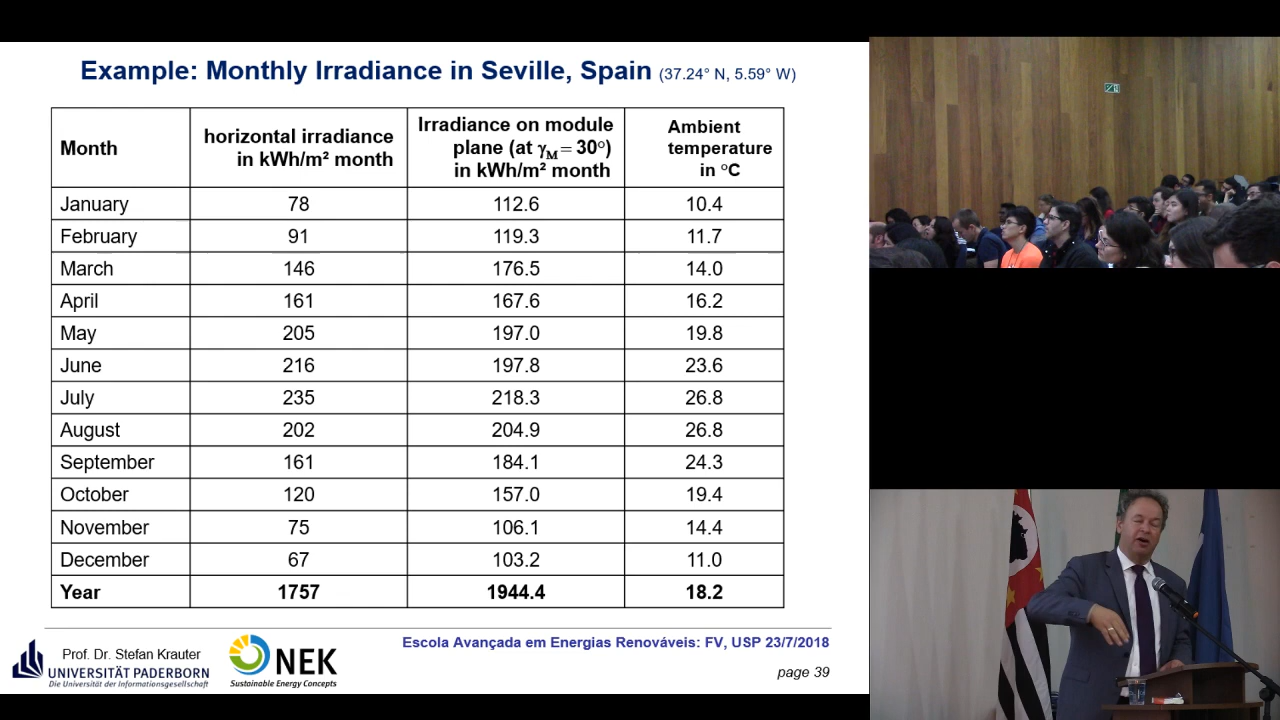 Example: Monthly Irradiance in Seville, Spain (37.24° N, 5.59° W)
Month | horizontal irradiance in kWh/m² month | Irradiance on module plane (at γM = 30°) in kWh/m² month | Ambient temperature in °C
January | 78 | 112.6 | 10.4
February | 91 | 119.3 | 11.7
March | 146 | 176.5 | 14.0
April | 161 | 167.6 | 16.2
May | 205 | 197.0 | 19.8
June | 216 | 197.8 | 23.6
July | 235 | 218.3 | 26.8
August | 202 | 204.9 | 26.8
September | 161 | 184.1 | 24.3
October | 120 | 157.0 | 19.4
November | 75 | 106.1 | 14.4
December | 67 | 103.2 | 11.0
Year | 1757 | 1944.4 | 18.2
Prof. Dr. Stefan Krauter
UNIVERSITÄT PADERBORN
Die Universität der Informationsgesellschaft
NEK
Sustainable Energy Concepts
Escola Avançada em Energias Renováveis: FV, USP 23/7/2018
page 39